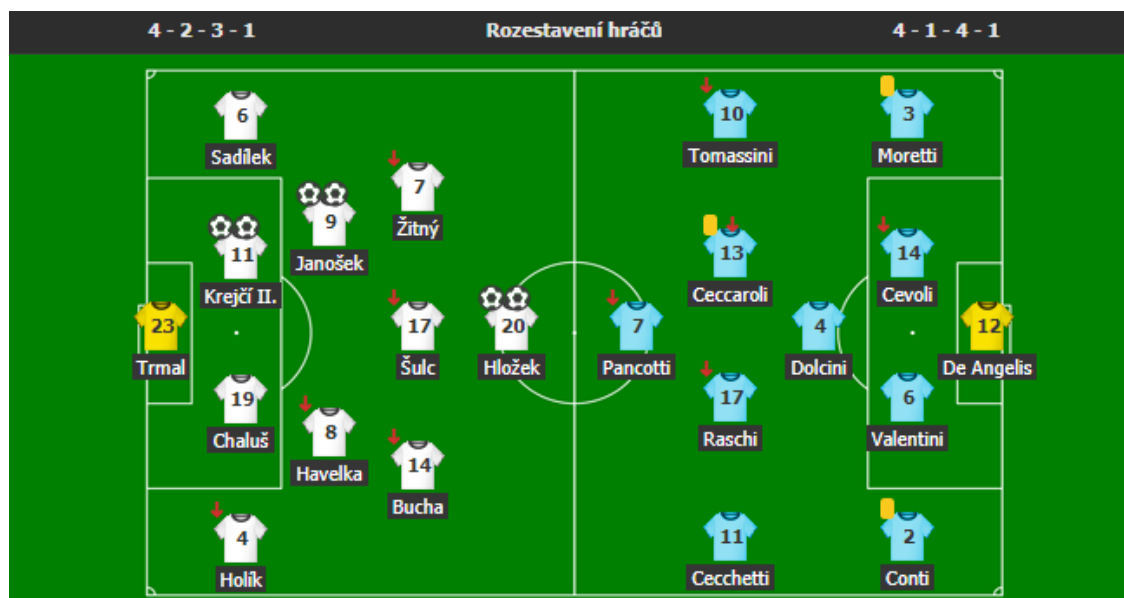 4 - 2 - 3 - 1 Rozestavení hráčů 4 - 1 - 4 - 1
6
Sadílek
11
Krejčí II.
23
Trmal
19
Chaluš
4
Holík
9
Janošek
8
Havelka
7
Žitný
17
Šulc
14
Bucha
20
Hložek
7
Pancotti
10
Tomassini
13
Ceccaroli
17
Raschi
11
Cecchetti
4
Dolcini
3
Moretti
14
Cevoli
6
Valentini
2
Conti
12
De Angelis